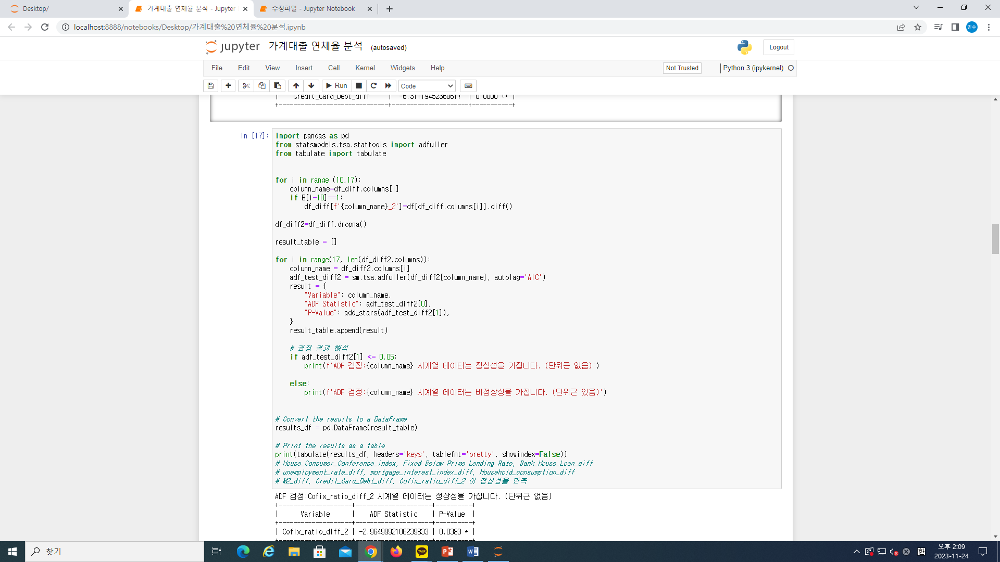 Desktop/
가계대출 연체율 분석 - Jupyter
수정파일 - Jupyter Notebook
localhost:8888/notebooks/Desktop/가계대출%20연체율%20분석.ipynb
민수
jupyter 가계대출 연체율 분석 (autosaved)
Logout
File Edit View Insert Cell Kernel Widgets Help
Not Trusted
Python 3 (ipykernel)
Run
Code
| Credit_Card_Debt_diff | -6.31119452368617 | 0.0000 ** |
+------------------------------+---------------------+-----------+
In [17]:
import pandas as pd
from statsmodels.tsa.stattools import adfuller
from tabulate import tabulate
for i in range (10,17):
    column_name=df_diff.columns[i]
    if B[i-10]==1:
        df_diff[f'{column_name}_2']=df[df_diff.columns[i]].diff()
df_diff2=df_diff.dropna()
result_table = []
for i in range(17, len(df_diff2.columns)):
    column_name = df_diff2.columns[i]
    adf_test_diff2 = sm.tsa.adfuller(df_diff2[column_name], autolag='AIC')
    result = {
        "Variable": column_name,
        "ADF Statistic": adf_test_diff2[0],
        "P-Value": add_stars(adf_test_diff2[1]),
    }
    result_table.append(result)
    # 검정 결과 해석
    if adf_test_diff2[1] <= 0.05:
        print(f'ADF 검정:{column_name} 시계열 데이터는 정상성을 가집니다. (단위근 없음)')
    else:
        print(f'ADF 검정:{column_name} 시계열 데이터는 비정상성을 가집니다. (단위근 있음)')
# Convert the results to a DataFrame
results_df = pd.DataFrame(result_table)
# Print the results as a table
print(tabulate(results_df, headers='keys', tablefmt='pretty', showindex=False))
# House_Consumer_Conference_index, Fixed Below Prime Lending Rate, Bank_House_Loan_diff
# unemployment_rate_diff, mortgage_interest_index_diff, Household_consumption_diff
# M2_diff, Credit_Card_Debt_diff, Cofix_ratio_diff_2 이 정상성을 만족
ADF 검정:Cofix_ratio_diff_2 시계열 데이터는 정상성을 가집니다. (단위근 없음)
+--------------------+---------------------+----------+
| Variable | ADF Statistic | P-Value |
+--------------------+---------------------+----------+
| Cofix_ratio_diff_2 | -2.9649992106239833 | 0.0383 * |
+--------------------+---------------------+----------+
찾기
TALK
오후 2:09
2023-11-24